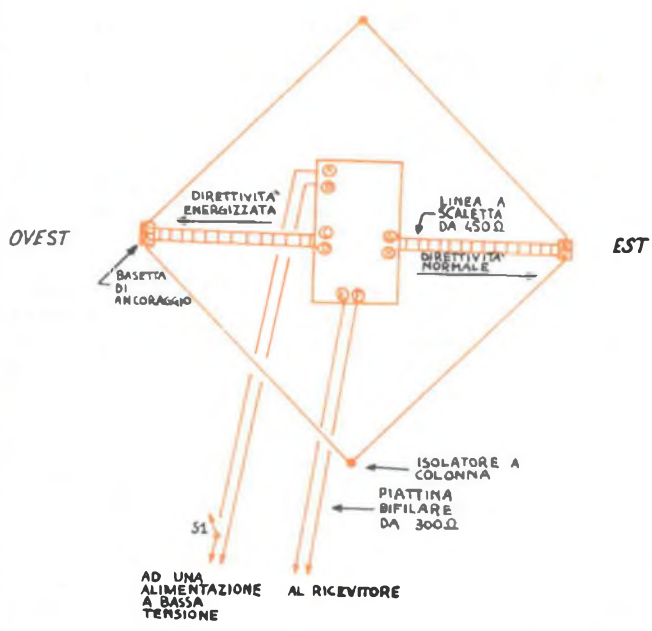 DIRETTIVITA'
ENERGIZZATA
LINEA A
SCALETTA
DA 450Ω
OVEST
EST
DIRETTIVITA'
NORMALE
BASETTA
DI
ANCORAGGIO
ISOLATORE A
COLONNA
PIATTINA
BIFILARE
DA 300Ω
S1
AD UNA
ALIMENTAZIONE
A BASSA
TENSIONE
AL RICEVITORE